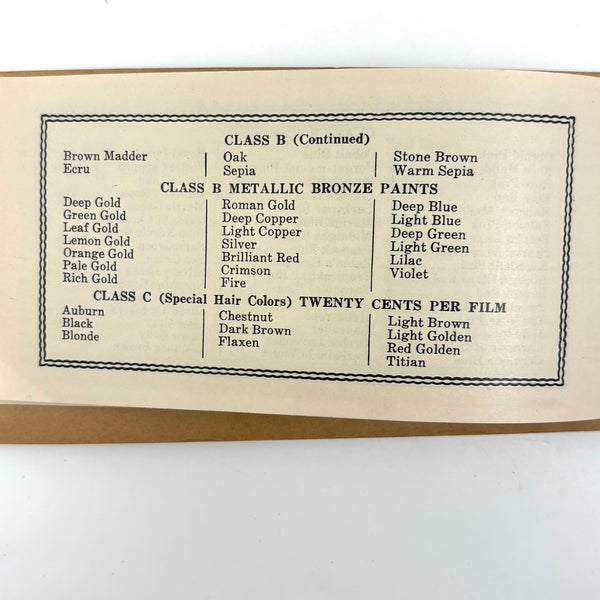 CLASS B (Continued)
Brown Madder
Ecru
Oak
Sepia
Stone Brown
Warm Sepia
CLASS B METALLIC BRONZE PAINTS
Deep Gold
Green Gold
Leaf Gold
Lemon Gold
Orange Gold
Pale Gold
Rich Gold
Roman Gold
Deep Copper
Light Copper
Silver
Brilliant Red
Crimson
Fire
Deep Blue
Light Blue
Deep Green
Light Green
Lilac
Violet
CLASS C (Special Hair Colors) TWENTY CENTS PER FILM
Auburn
Black
Blonde
Chestnut
Dark Brown
Flaxen
Light Brown
Light Golden
Red Golden
Titian